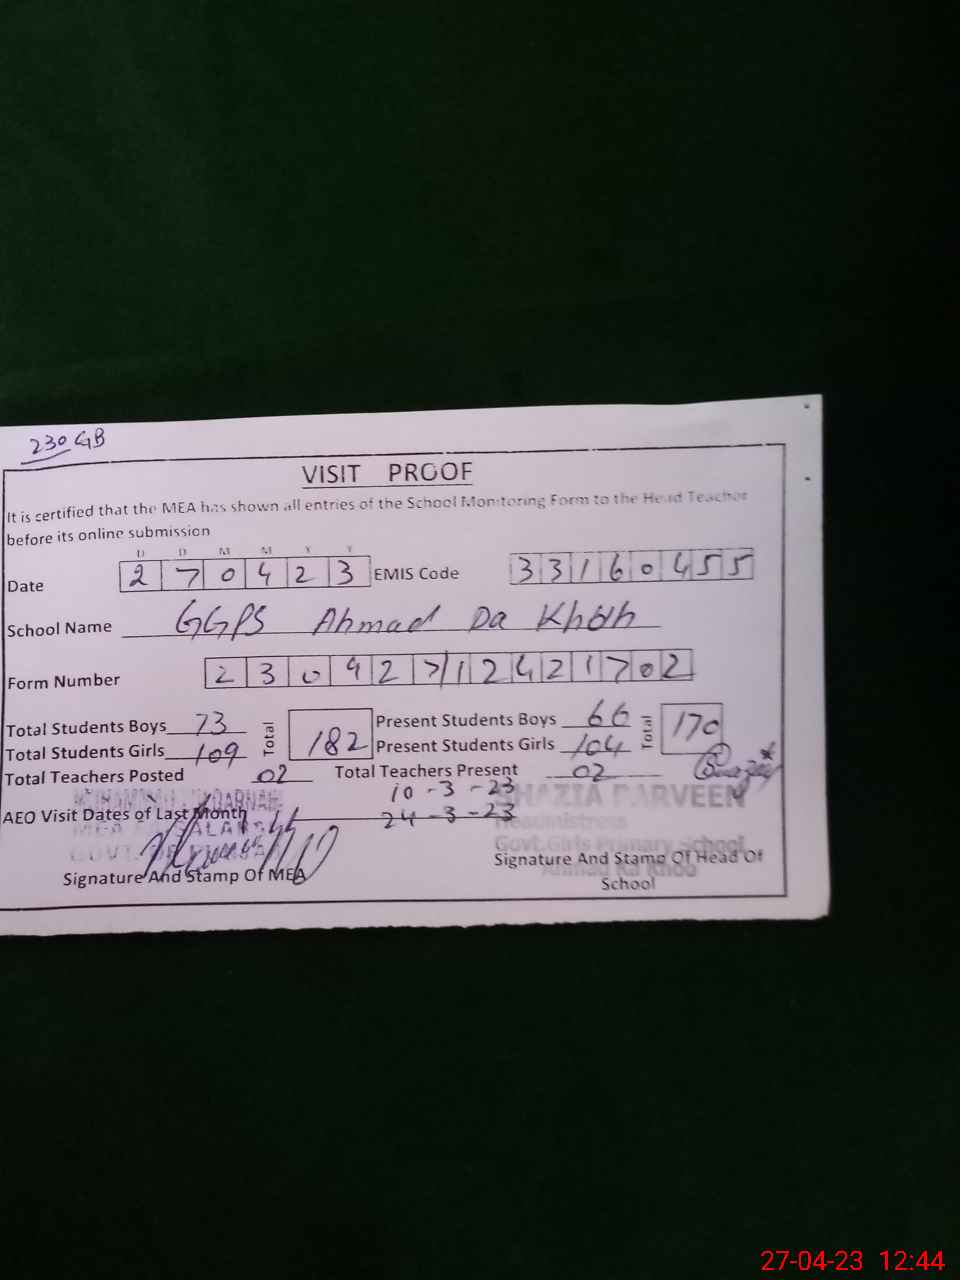 230 GB
VISIT PROOF
It is certified that the MEA has shown all entries of the School Monitoring Form to the Head Teacher
before its online submission
D D M M Y Y
Date 2 7 0 4 2 3 EMIS Code 3 3 1 6 0 4 5 5
School Name GGPS Ahmad Da Khöh
Form Number 2 3 0 4 2 7 1 2 4 2 1 7 0 2
Total Students Boys 73 Total 182 Present Students Boys 66 Total 170
Total Students Girls 109 Present Students Girls 104
Total Teachers Posted 02 Total Teachers Present 02
10-3-23
AEO Visit Dates of Last Month 24-3-23
SHAZIA PARVEEN
Headmistress
Govt. Girls Primary School
Ahmad Ka Khoo
GOVT. OF
Signature And Stamp Of MEA
Signature And Stamp Of Head Of
School
27-04-23 12:44